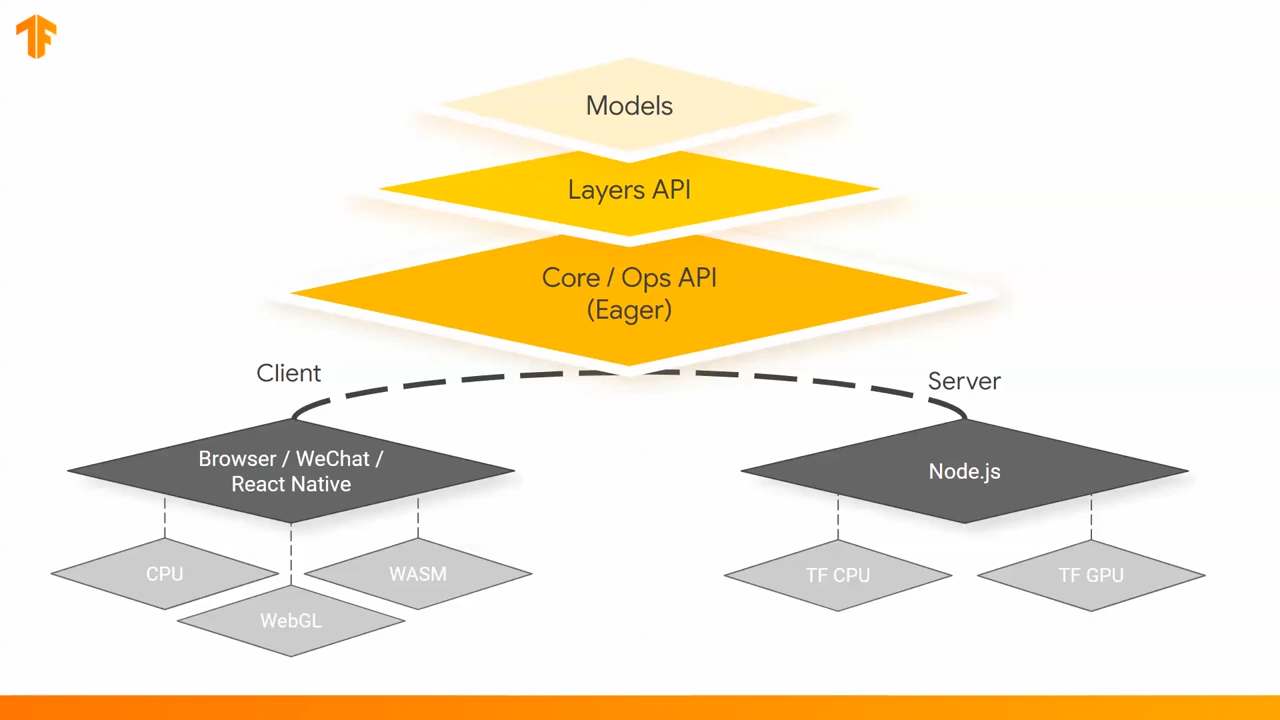 Models
Layers API
Core / Ops API
(Eager)
Client
Server
Browser / WeChat /
React Native
Node.js
CPU
WASM
WebGL
TF CPU
TF GPU